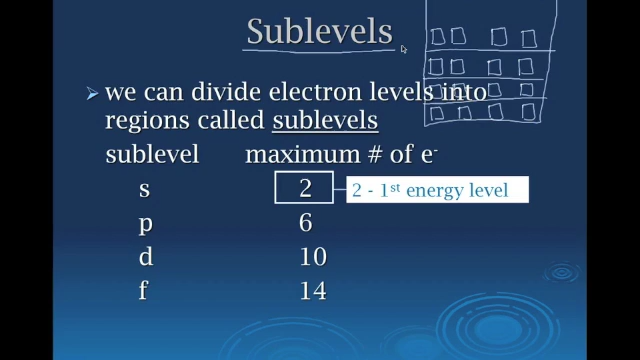 Sublevels
we can divide electron levels into
regions called sublevels
sublevel maximum # of e⁻
s 2 2 - 1ˢᵗ energy level
p 6
d 10
f 14